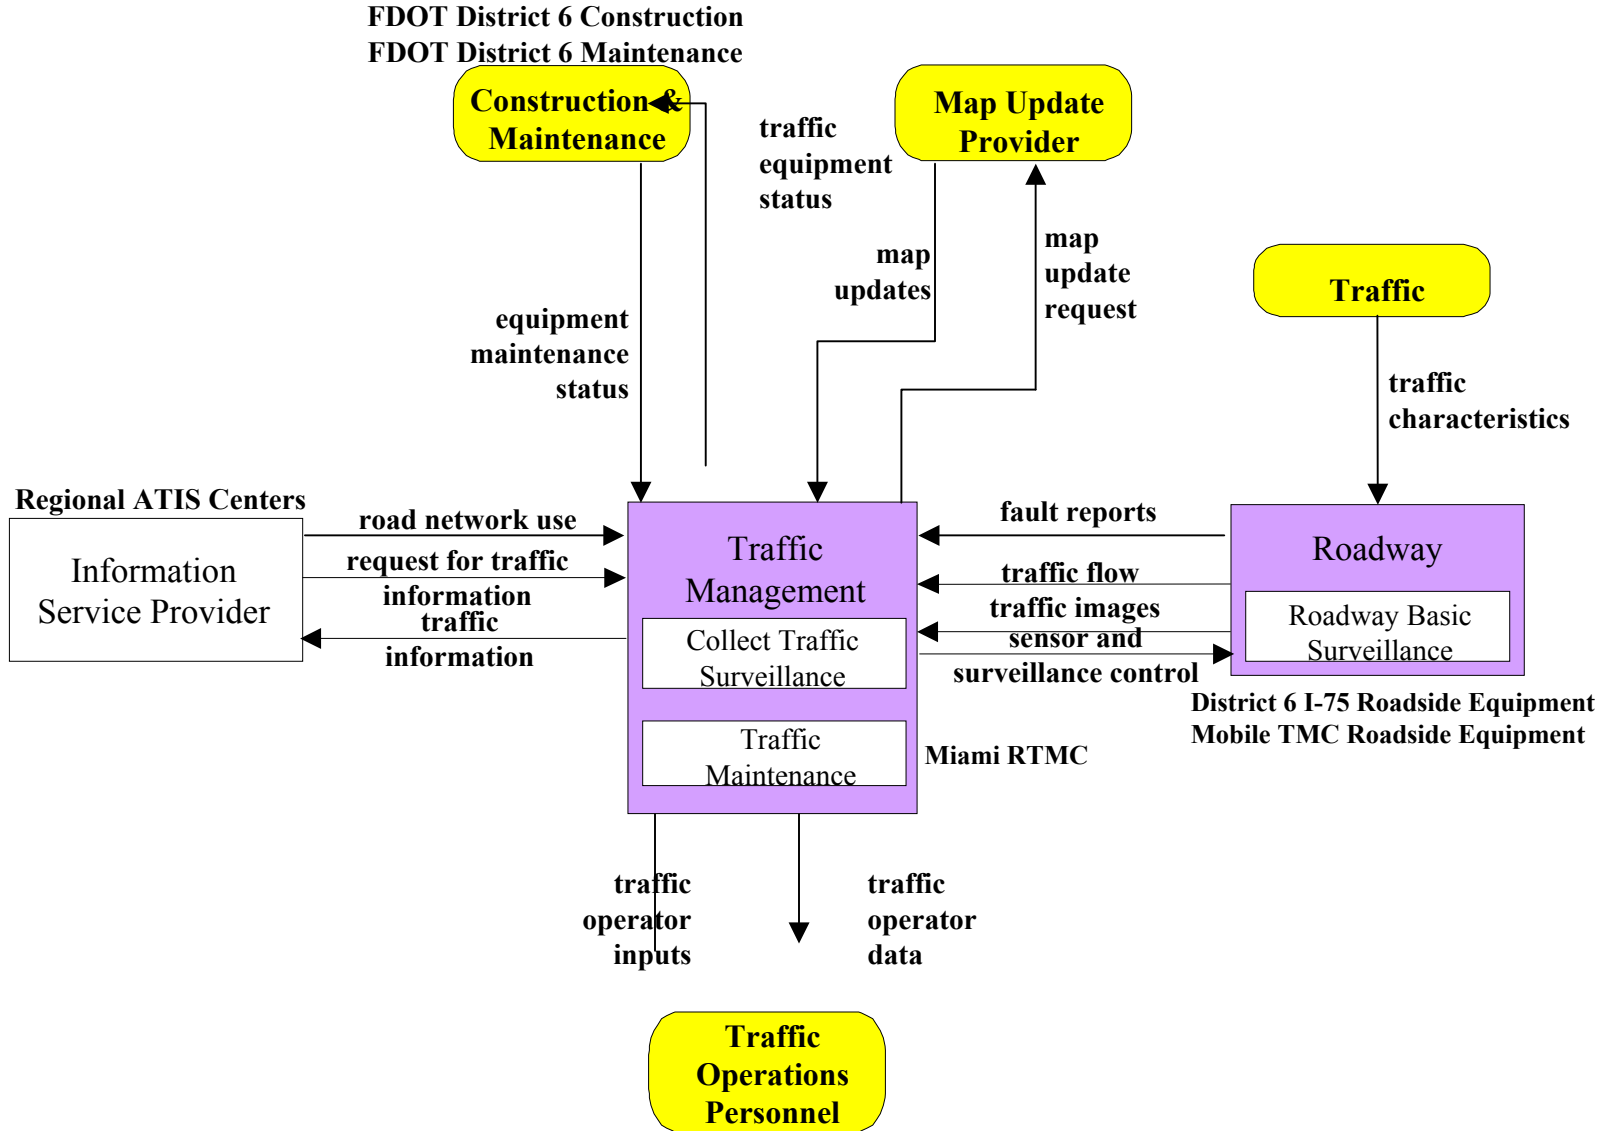 FDOT District 6 Construction
FDOT District 6 Maintenance
Construction &
Maintenance
Map Update
Provider
traffic
equipment
status
map
updates
map
update
request
Traffic
equipment
maintenance
status
traffic
characteristics
Regional ATIS Centers
Information
Service Provider
road network use
request for traffic
information
traffic
information
Traffic
Management
Collect Traffic
Surveillance
Traffic
Maintenance
Miami RTMC
fault reports
traffic flow
traffic images
sensor and
surveillance control
Roadway
Roadway Basic
Surveillance
District 6 I-75 Roadside Equipment
Mobile TMC Roadside Equipment
traffic
operator
inputs
traffic
operator
data
Traffic
Operations
Personnel